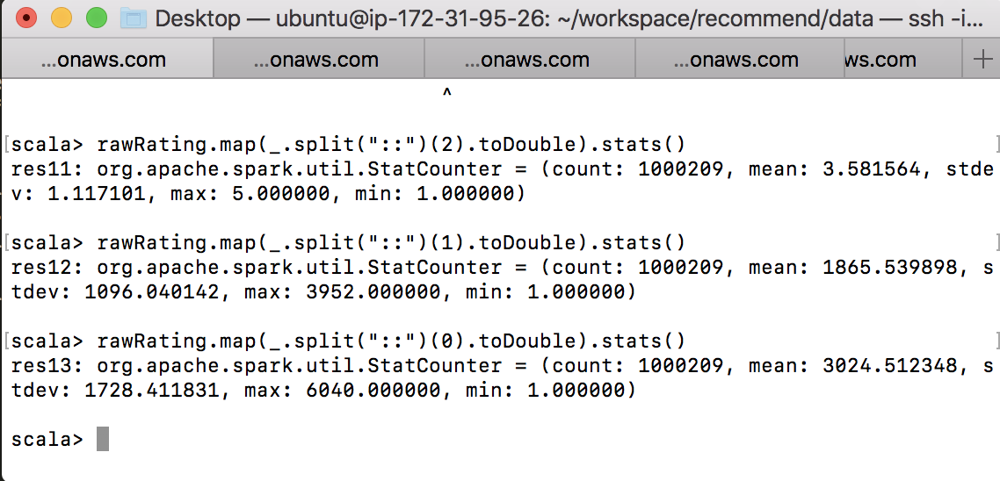 Desktop — ubuntu@ip-172-31-95-26: ~/workspace/recommend/data — ssh -i...
...onaws.com ...onaws.com ...onaws.com ...onaws.com ws.com +
^
[scala> rawRating.map(_.split("::")(2).toDouble).stats() ]
res11: org.apache.spark.util.StatCounter = (count: 1000209, mean: 3.581564, stde
v: 1.117101, max: 5.000000, min: 1.000000)
[scala> rawRating.map(_.split("::")(1).toDouble).stats() ]
res12: org.apache.spark.util.StatCounter = (count: 1000209, mean: 1865.539898, s
tdev: 1096.040142, max: 3952.000000, min: 1.000000)
[scala> rawRating.map(_.split("::")(0).toDouble).stats() ]
res13: org.apache.spark.util.StatCounter = (count: 1000209, mean: 3024.512348, s
tdev: 1728.411831, max: 6040.000000, min: 1.000000)
scala>